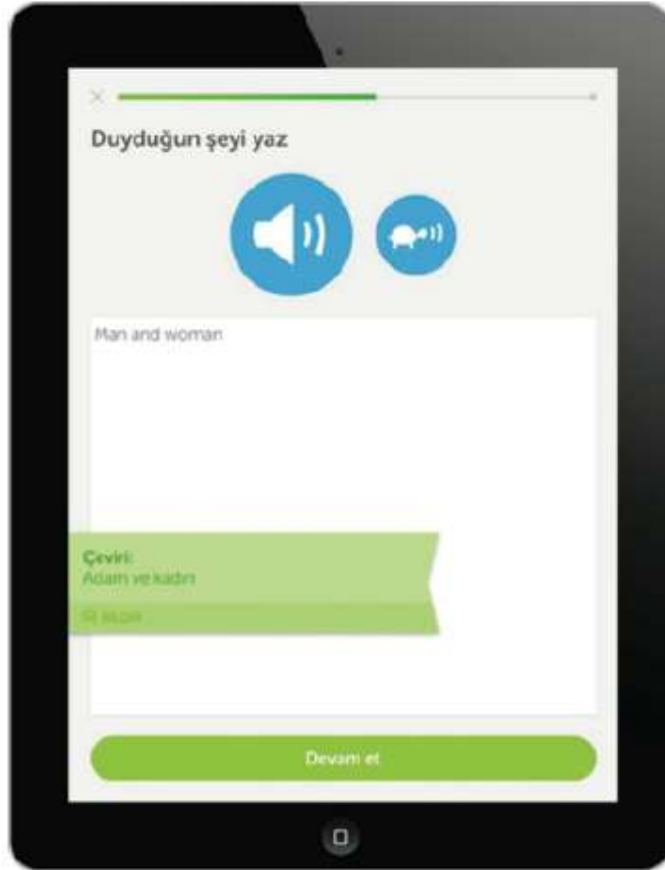 Duyduğun şeyi yaz
Man and woman
Çeviri:
Adam ve kadın
Devam et